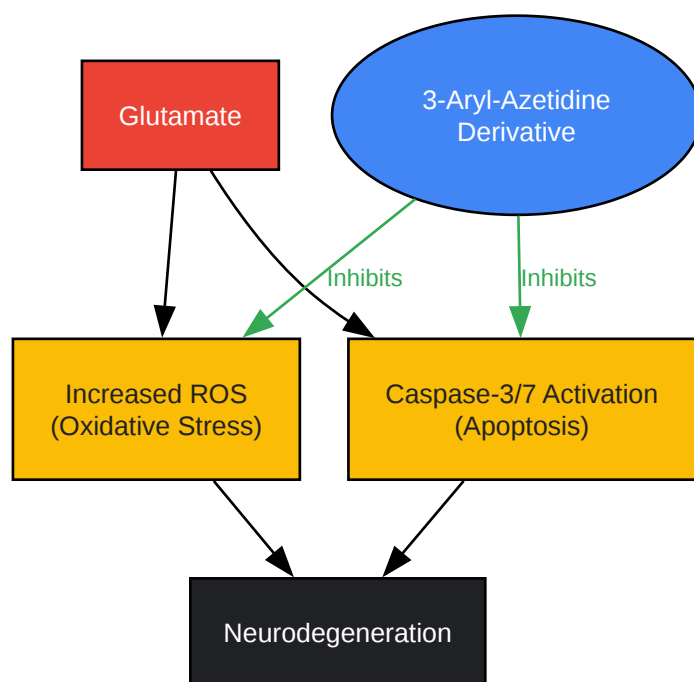 Glutamate
3-Aryl-Azetidine
Derivative
Inhibits
Inhibits
Increased ROS
(Oxidative Stress)
Caspase-3/7 Activation
(Apoptosis)
Neurodegeneration